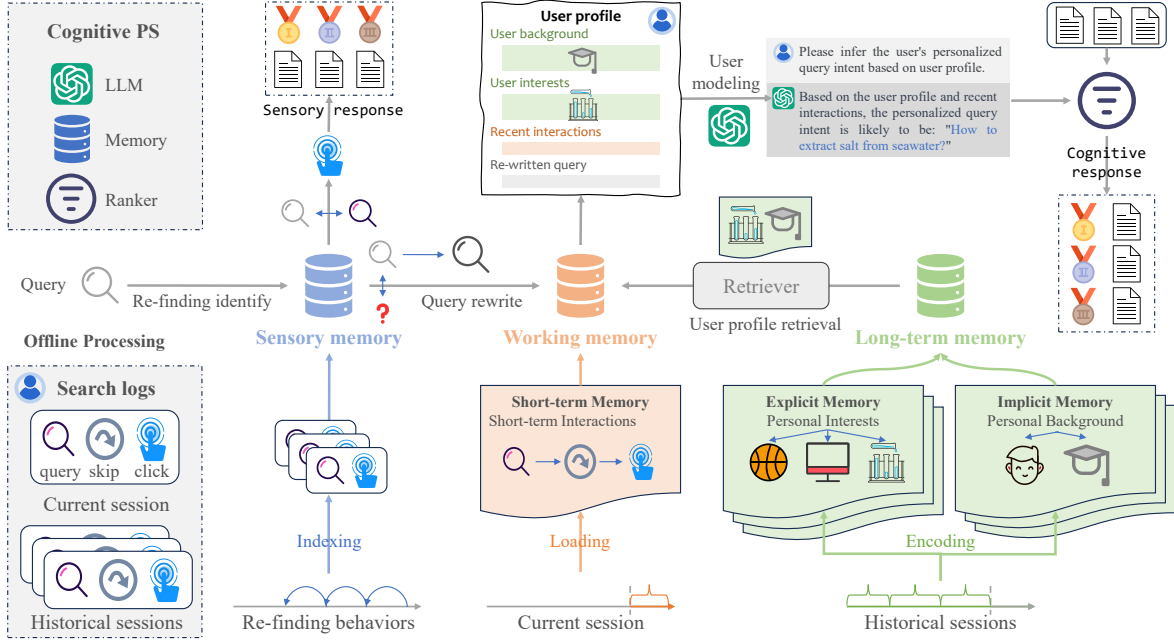 Cognitive PS
LLM
Memory
Ranker
I
II
III
Sensory response
User profile
User background
User interests
Recent interactions
Re-written query
User
modeling
Please infer the user's personalized
query intent based on user profile.
Based on the user profile and recent
interactions, the personalized query
intent is likely to be: "How to
extract salt from seawater?"
Cognitive
response
I
II
III
Query
Re-finding identify
?
Query rewrite
Retriever
User profile retrieval
Sensory memory
Working memory
Long-term memory
Offline Processing
Search logs
query skip click
Current session
Historical sessions
Indexing
Re-finding behaviors
Short-term Memory
Short-term Interactions
Loading
Current session
Explicit Memory
Personal Interests
Implicit Memory
Personal Background
Encoding
Historical sessions